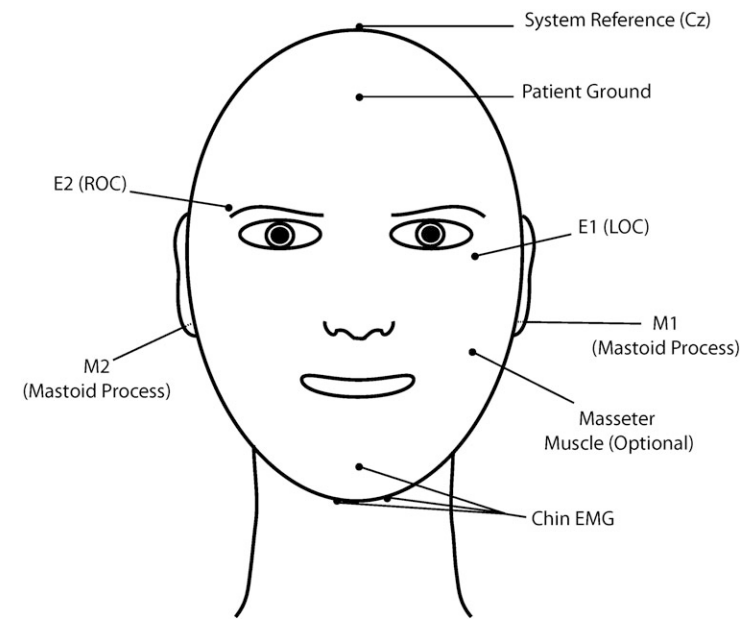 System Reference (Cz)
Patient Ground
E2 (ROC)
E1 (LOC)
M1
(Mastoid Process)
M2
(Mastoid Process)
Masseter
Muscle (Optional)
Chin EMG